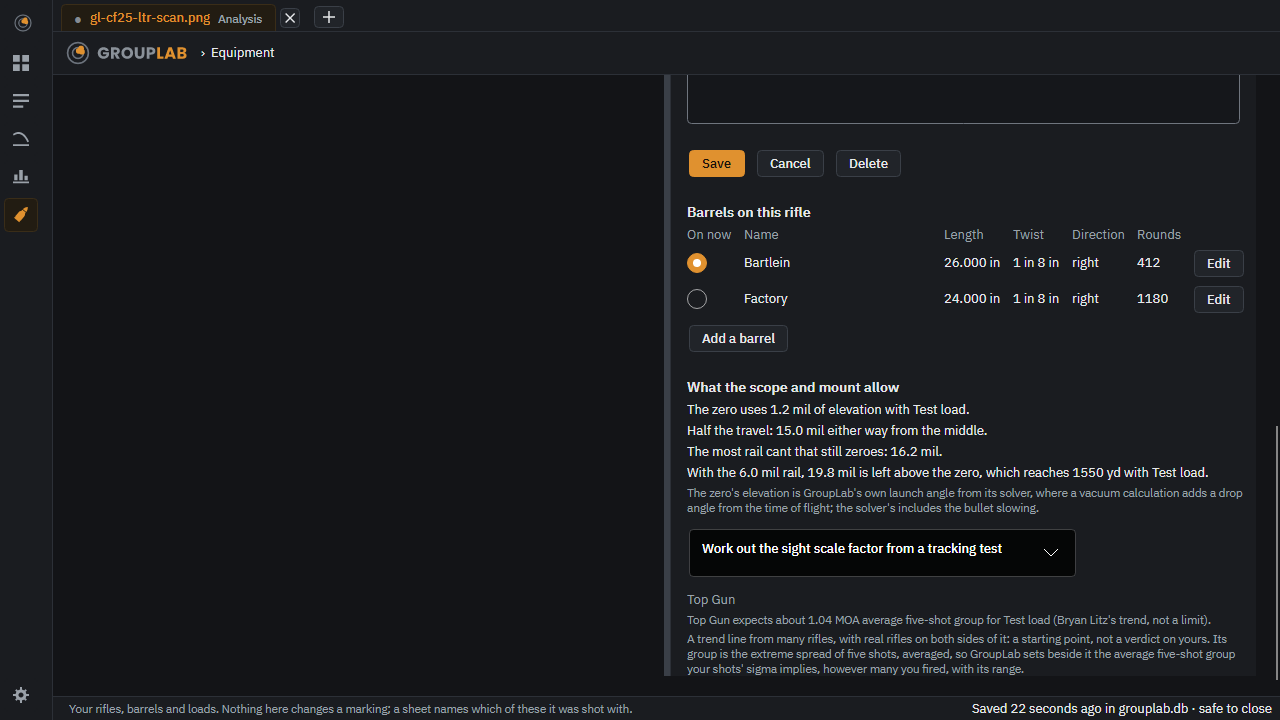 gl-cf25-ltr-scan.png Analysis
GROUPLAB › Equipment
Save Cancel Delete
Barrels on this rifle
On now Name Length Twist Direction Rounds
Bartlein 26.000 in 1 in 8 in right 412 Edit
Factory 24.000 in 1 in 8 in right 1180 Edit
Add a barrel
What the scope and mount allow
The zero uses 1.2 mil of elevation with Test load.
Half the travel: 15.0 mil either way from the middle.
The most rail cant that still zeroes: 16.2 mil.
With the 6.0 mil rail, 19.8 mil is left above the zero, which reaches 1550 yd with Test load.
The zero's elevation is GroupLab's own launch angle from its solver, where a vacuum calculation adds a drop
angle from the time of flight; the solver's includes the bullet slowing.
Work out the sight scale factor from a tracking test
Top Gun
Top Gun expects about 1.04 MOA average five-shot group for Test load (Bryan Litz's trend, not a limit).
A trend line from many rifles, with real rifles on both sides of it: a starting point, not a verdict on yours. Its
group is the extreme spread of five shots, averaged, so GroupLab sets beside it the average five-shot group
your shots' sigma implies, however many you fired, with its range.
Your rifles, barrels and loads. Nothing here changes a marking; a sheet names which of these it was shot with.
Saved 22 seconds ago in grouplab.db · safe to close